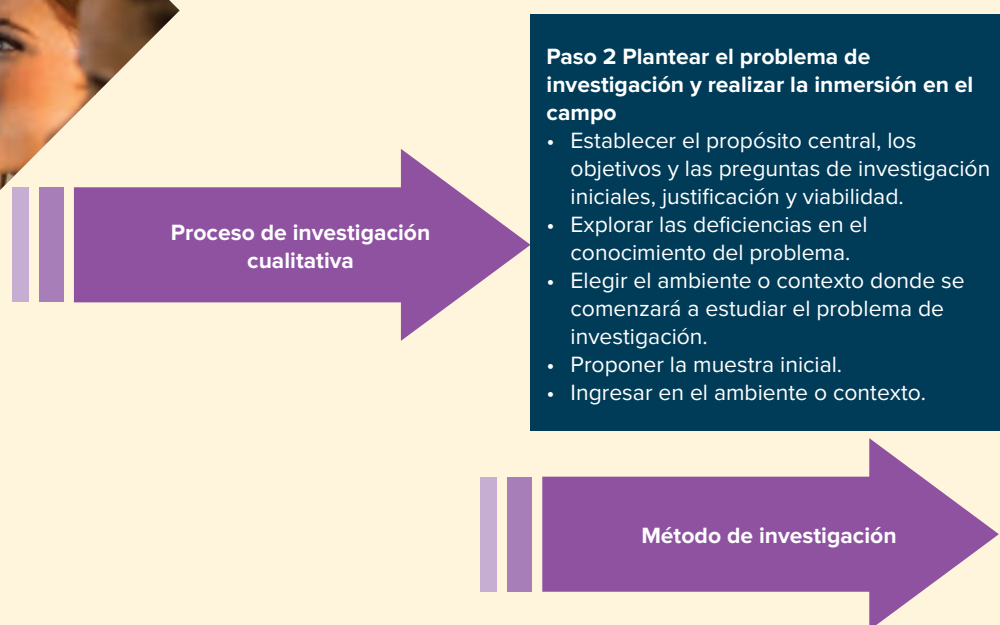 Paso 2 Plantear el problema de
investigación y realizar la inmersión en el
campo
• Establecer el propósito central, los
objetivos y las preguntas de investigación
iniciales, justificación y viabilidad.
• Explorar las deficiencias en el
conocimiento del problema.
• Elegir el ambiente o contexto donde se
comenzará a estudiar el problema de
investigación.
• Proponer la muestra inicial.
• Ingresar en el ambiente o contexto.
Proceso de investigación
cualitativa
Método de investigación